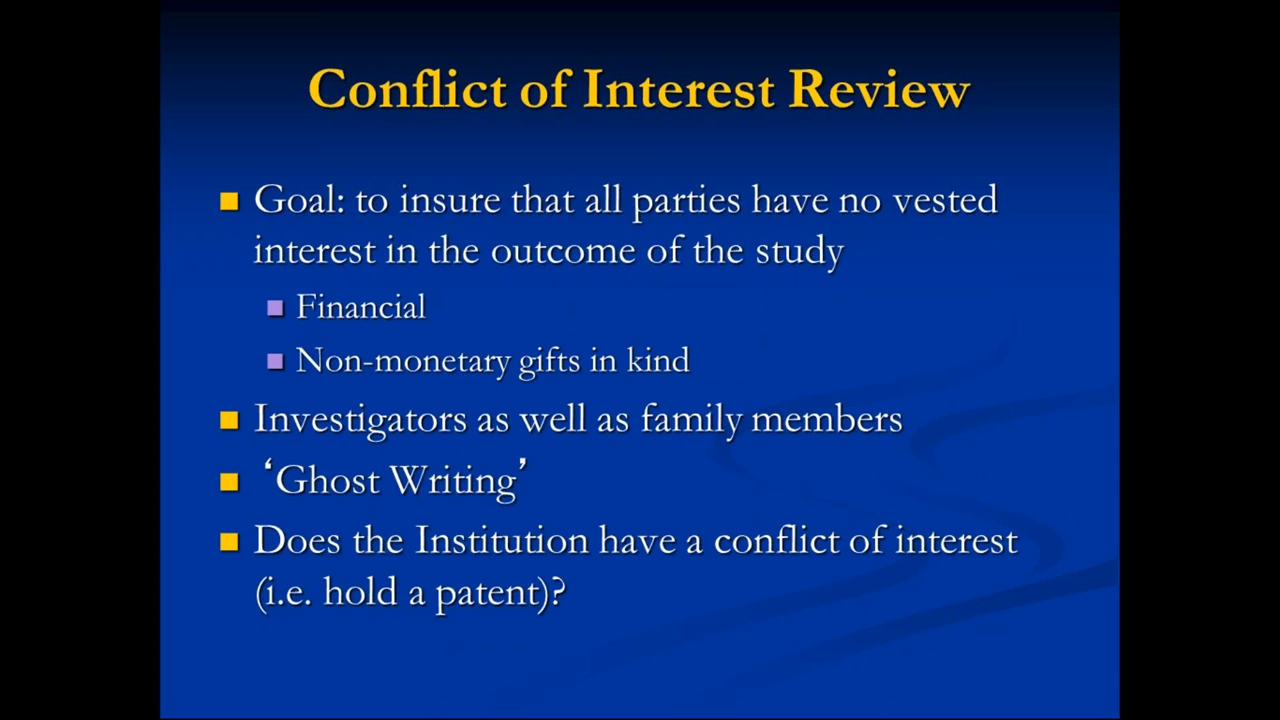 Conflict of Interest Review
Goal: to insure that all parties have no vested
interest in the outcome of the study
Financial
Non-monetary gifts in kind
Investigators as well as family members
‘Ghost Writing’
Does the Institution have a conflict of interest
(i.e. hold a patent)?